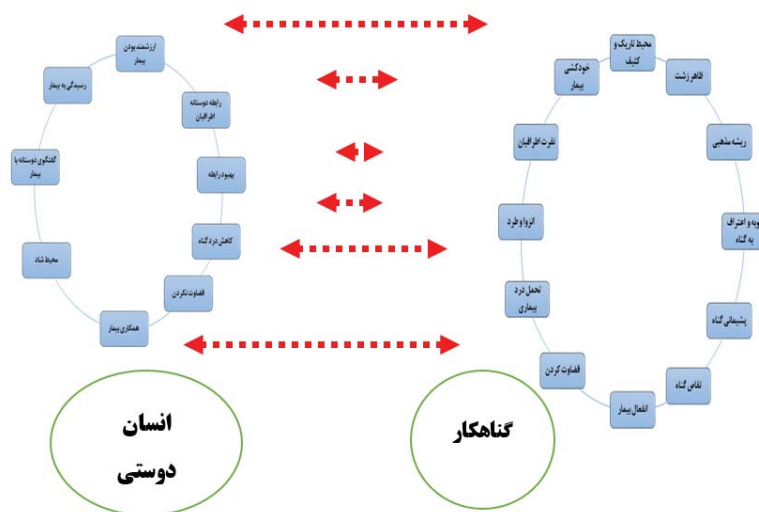 محیط تاریک و
کثیف
ظاهر زشت
ریشه مذهبی
توبه و اعتراف
به گناه
پشیمانی گناه
تقاص گناه
انفعال بیمار
قضاوت کردن
تحمل درد
بیماری
انزوا و طرد
نفرت اطرافیان
خودکشی
بیمار
گناهکار
ارزشمند بودن
بیمار
رابطه دوستانه
اطرافیان
بهبود رابطه
کاهش درد گناه
قضاوت نکردن
همکاری بیمار
محیط شاد
گفتگوی دوستانه با
بیمار
رسیدگی به بیمار
انسان
دوستی